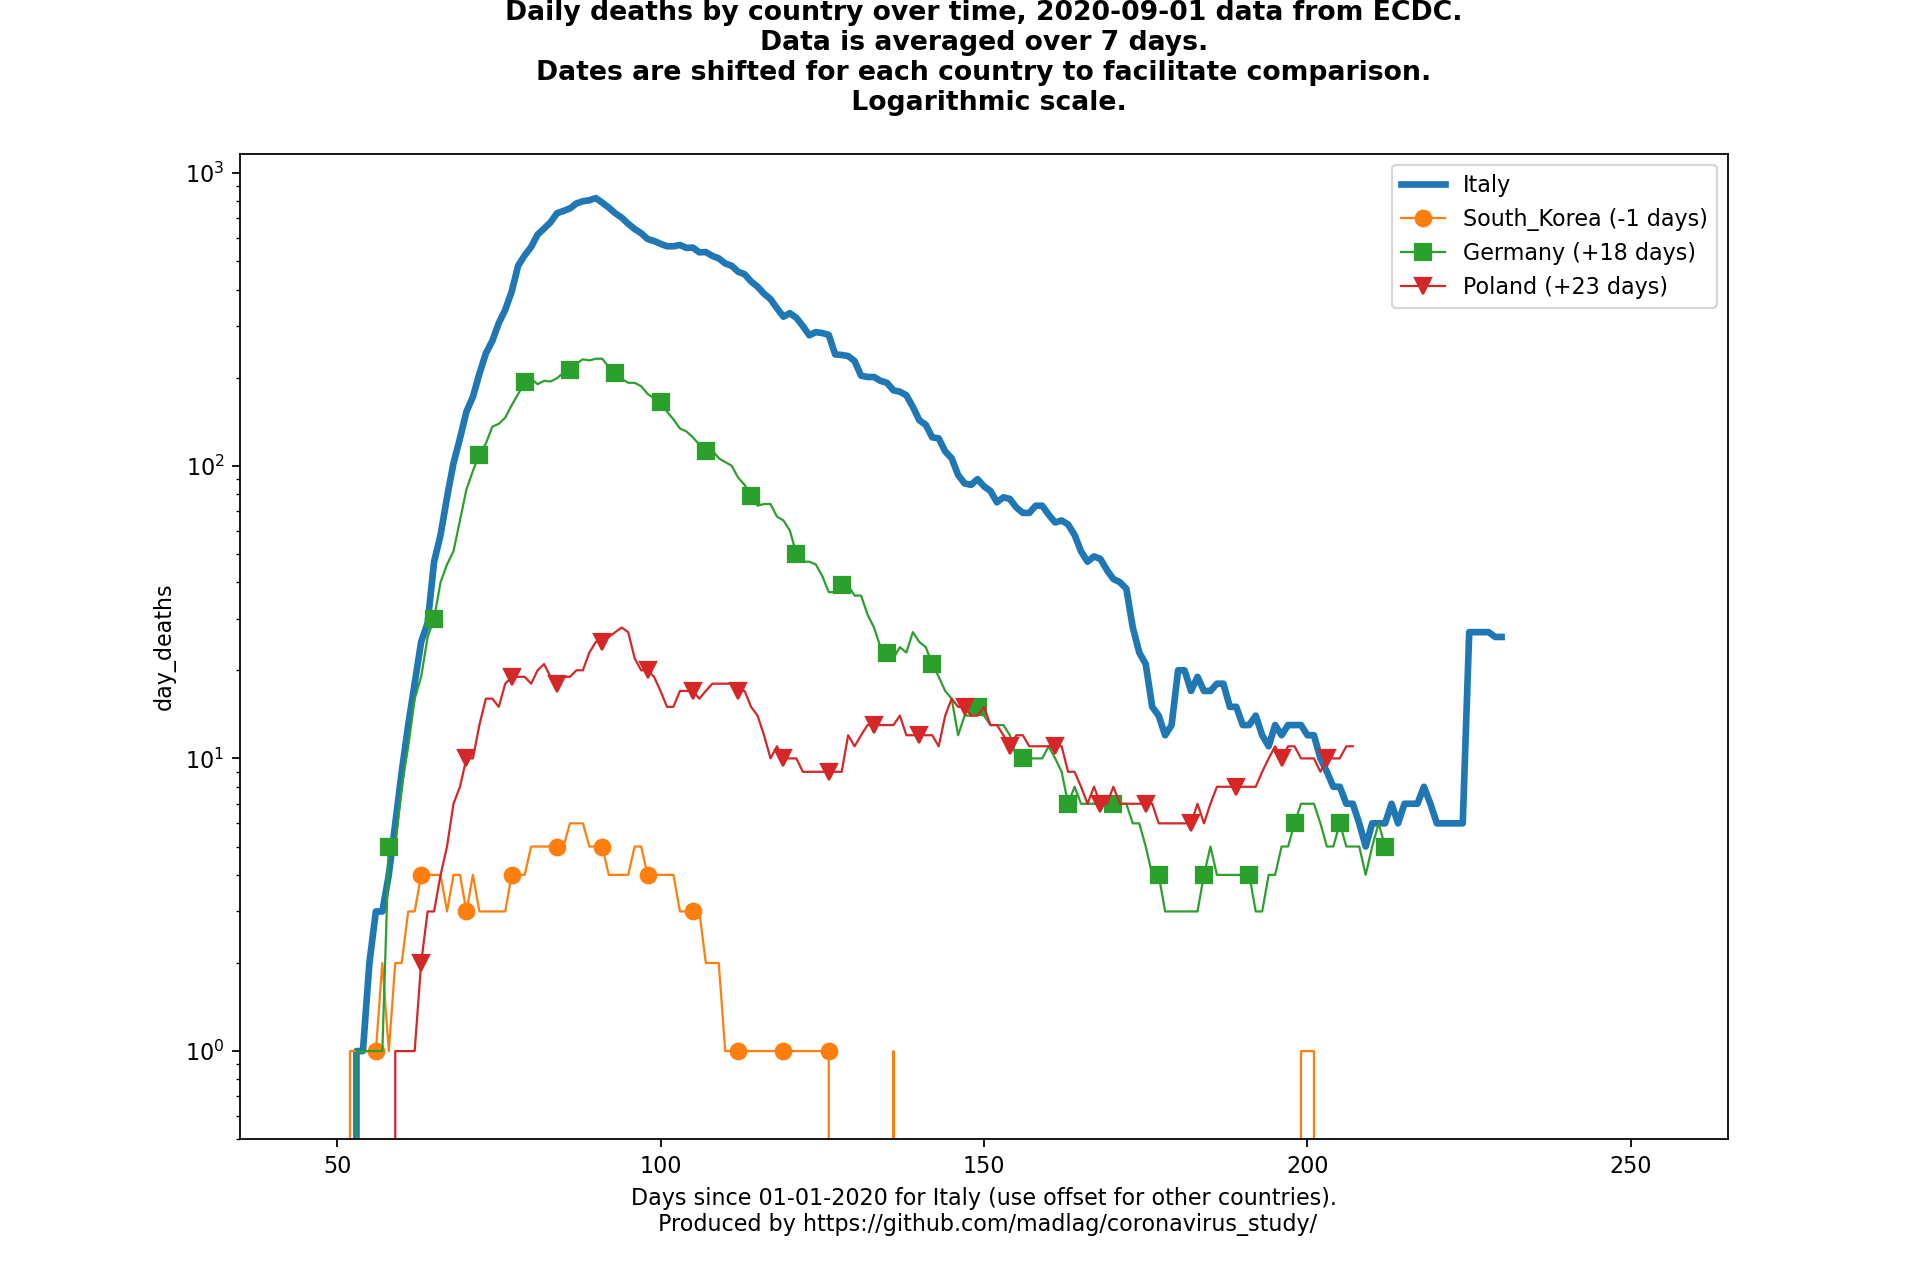 Daily deaths by country over time, 2020-09-01 data from ECDC.
Data is averaged over 7 days.
Dates are shifted for each country to facilitate comparison.
Logarithmic scale.
10³
10²
10¹
10⁰
day_deaths
Italy
South_Korea (-1 days)
Germany (+18 days)
Poland (+23 days)
50 100 150 200 250
Days since 01-01-2020 for Italy (use offset for other countries).
Produced by https://github.com/madlag/coronavirus_study/